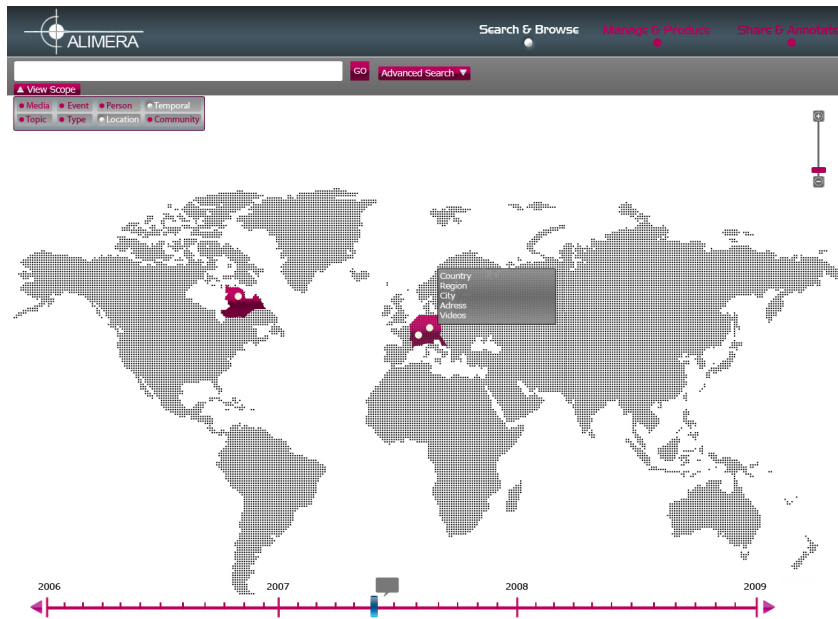 ALIMERA
Search & Browse Manage & Produce Share & Annotate
GO Advanced Search ▼
▲ View Scope
Media Event Person Temporal
Topic Type Location Community
Country
Region
City
Adress
Videos
2006 2007 2008 2009